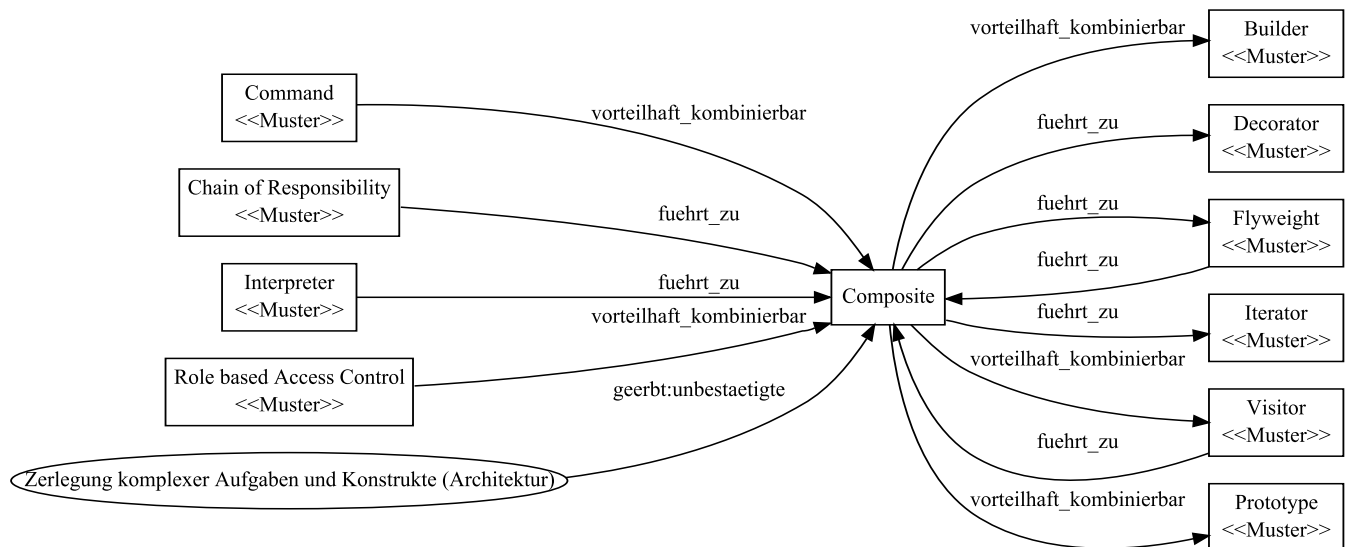 Command
<<Muster>>
Chain of Responsibility
<<Muster>>
Interpreter
<<Muster>>
Role based Access Control
<<Muster>>
Zerlegung komplexer Aufgaben und Konstrukte (Architektur)
vorteilhaft_kombinierbar
fuehrt_zu
fuehrt_zu
vorteilhaft_kombinierbar
geerbt:unbestaetigte
Composite
vorteilhaft_kombinierbar
fuehrt_zu
fuehrt_zu
fuehrt_zu
fuehrt_zu
vorteilhaft_kombinierbar
fuehrt_zu
vorteilhaft_kombinierbar
Builder
<<Muster>>
Decorator
<<Muster>>
Flyweight
<<Muster>>
Iterator
<<Muster>>
Visitor
<<Muster>>
Prototype
<<Muster>>